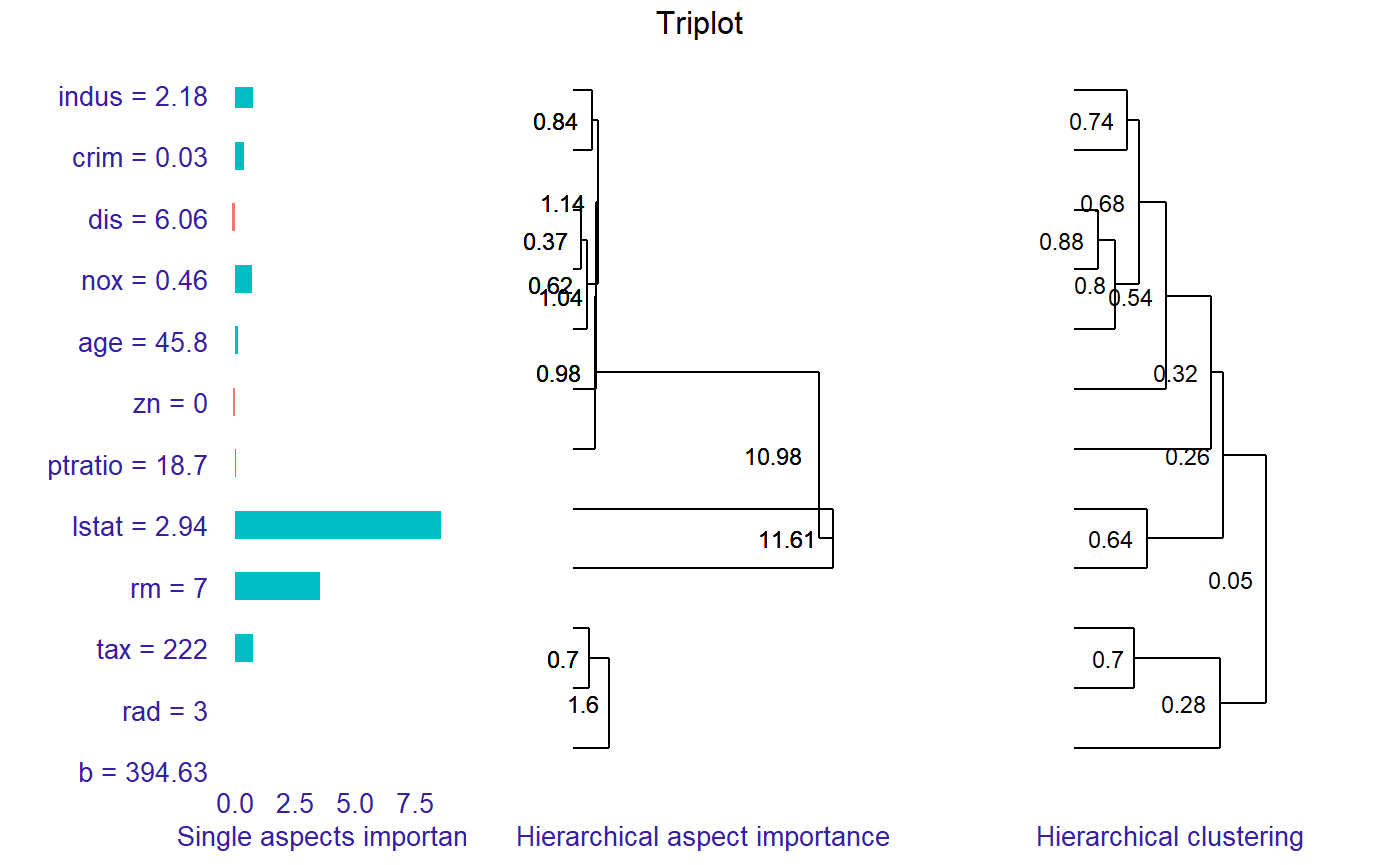 Triplot
indus = 2.18
crim = 0.03
dis = 6.06
nox = 0.46
age = 45.8
zn = 0
ptratio = 18.7
lstat = 2.94
rm = 7
tax = 222
rad = 3
b = 394.63
0.0 2.5 5.0 7.5
Single aspects importan
0.84
1.14
0.37
0.62
1.04
0.98
10.98
11.61
0.7
1.6
Hierarchical aspect importance
0.74
0.68
0.88
0.8
0.54
0.32
0.26
0.64
0.05
0.7
0.28
Hierarchical clustering